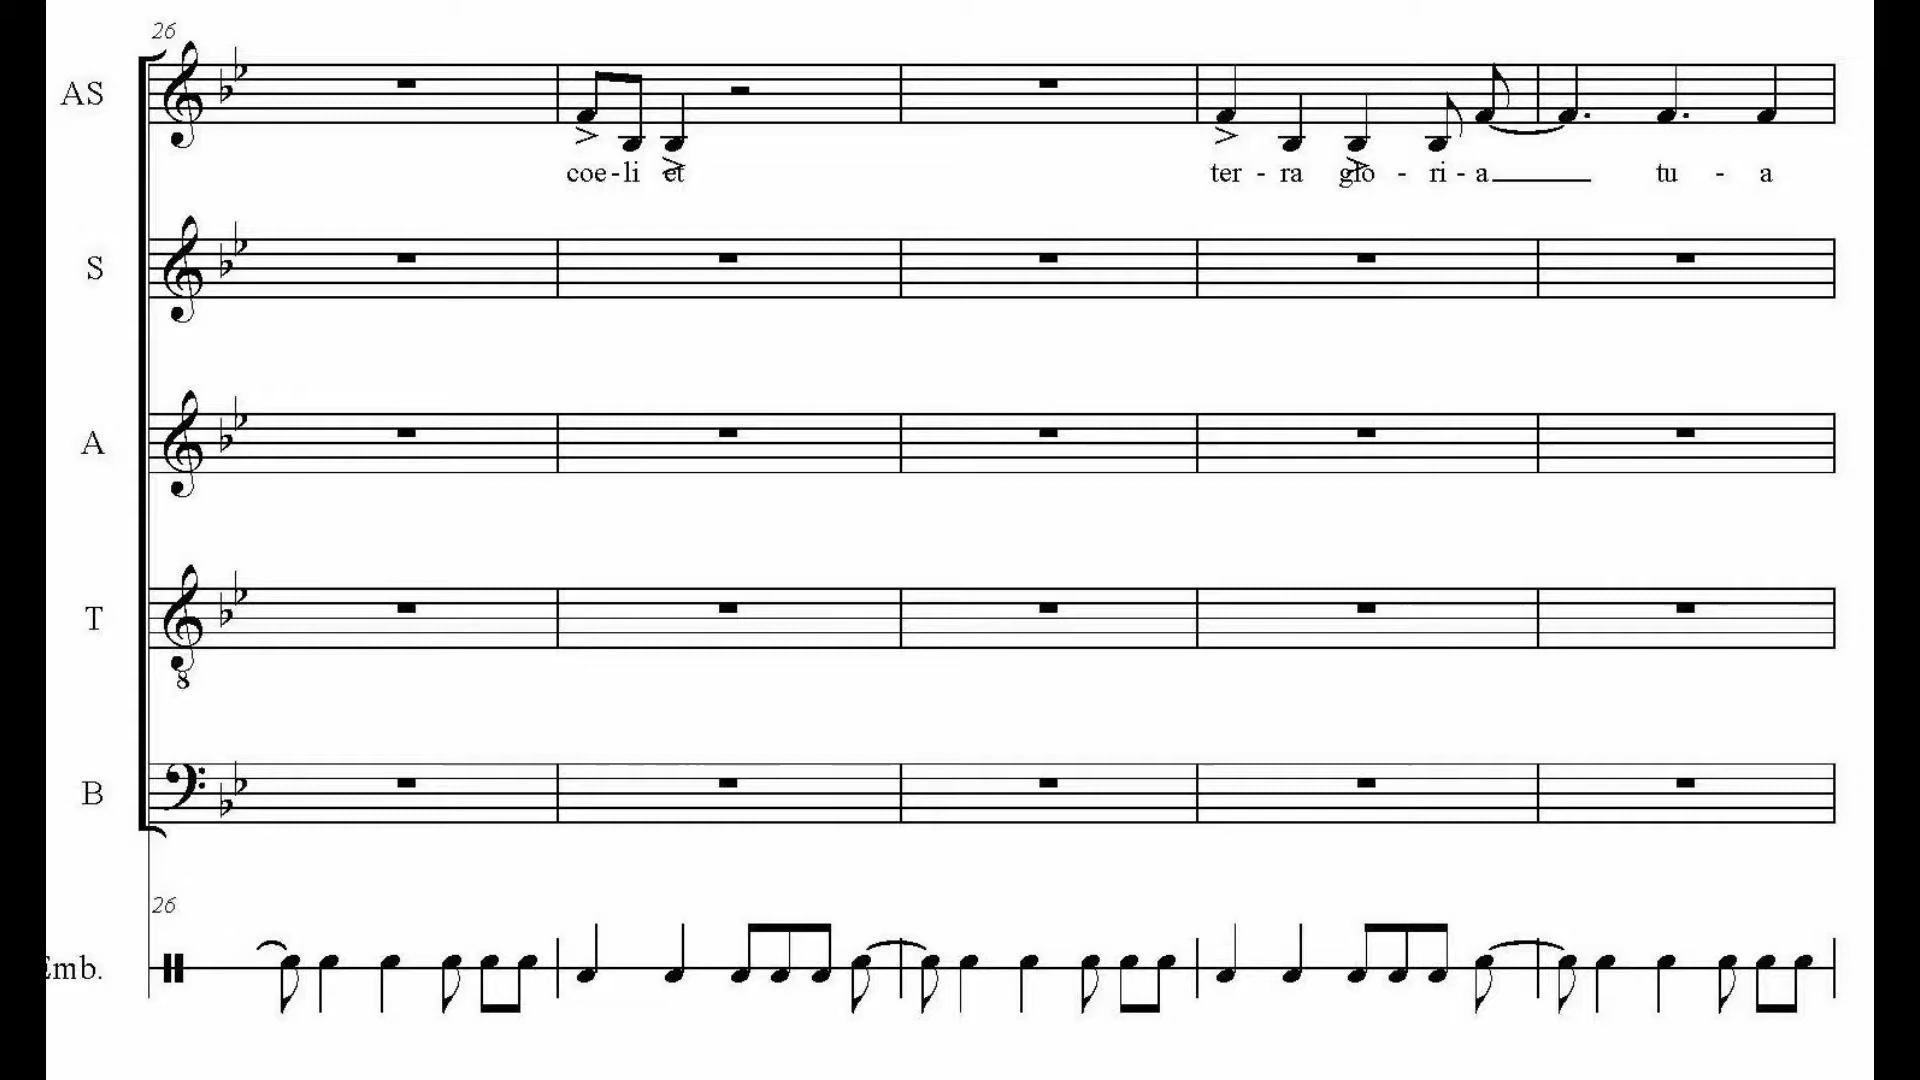 26
AS
coe - li et
ter - ra glo - ri - a tu - a
S
A
T
8
B
26
Emb.